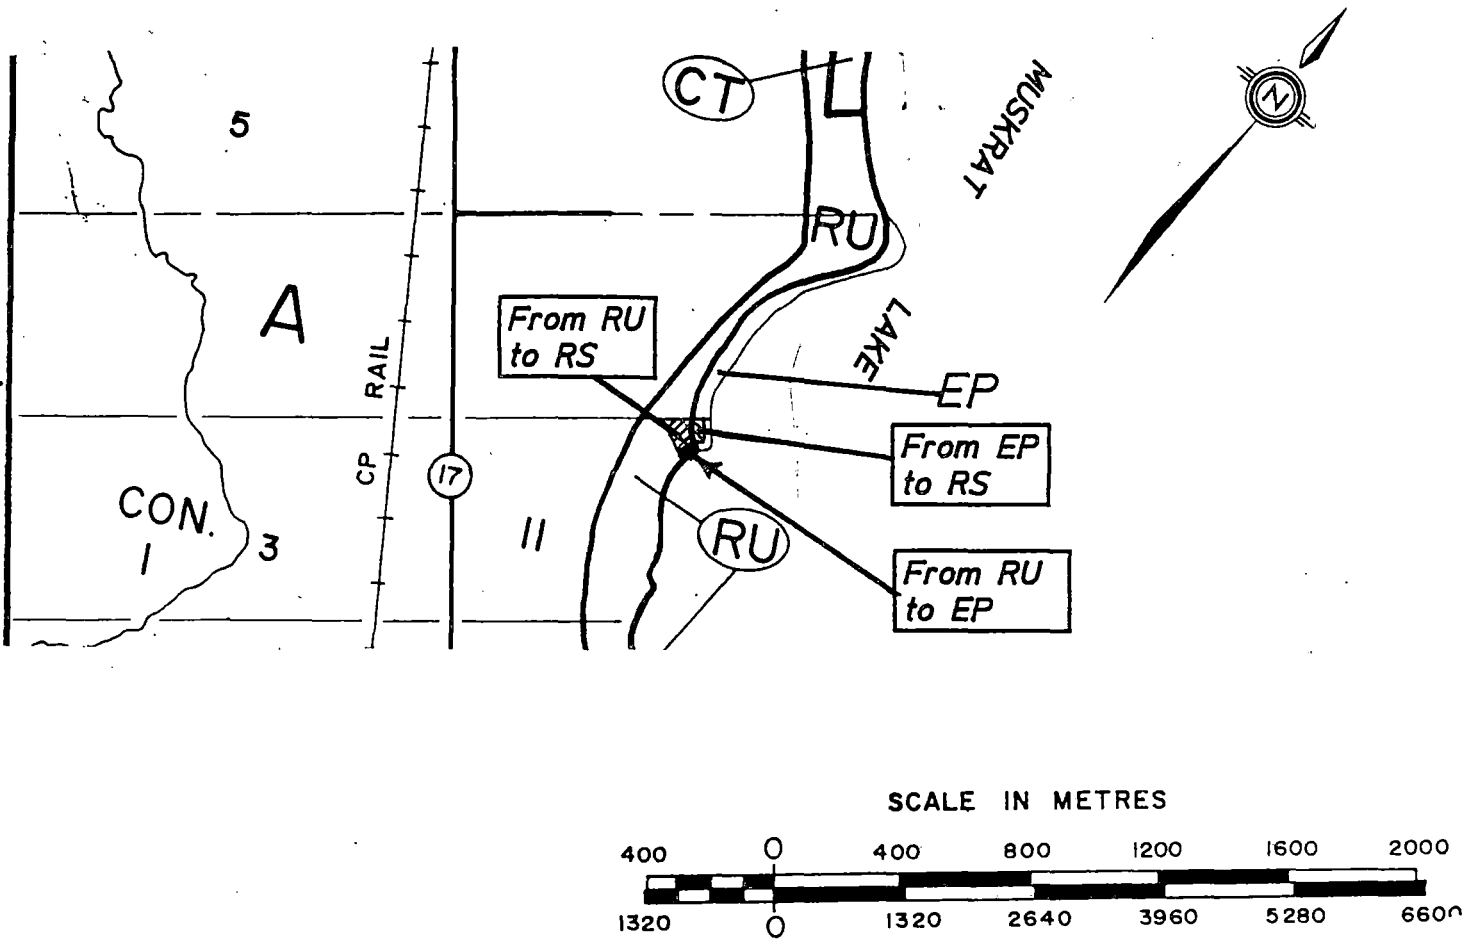 CT
MUSKRAT
N
5
RU
A
LAKE
From RU
to RS
RAIL
EP
From EP
to RS
CP
17
CON.
1
3
II
RU
From RU
to EP
SCALE IN METRES
400 0 400 800 1200 1600 2000
1320 0 1320 2640 3960 5280 6600